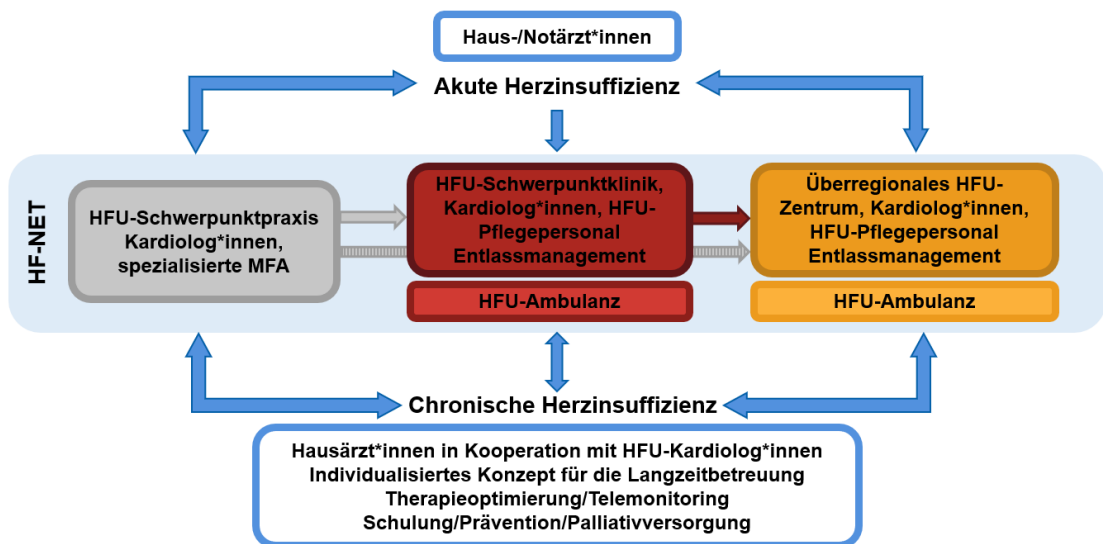 Haus-/Notärzt*innen
Akute Herzinsuffizienz
HF-NET
HFU-Schwerpunktpraxis
Kardiolog*innen,
spezialisierte MFA
HFU-Schwerpunktklinik,
Kardiolog*innen, HFU-
Pflegepersonal
Entlassmanagement
HFU-Ambulanz
Überregionales HFU-
Zentrum, Kardiolog*innen,
HFU-Pflegepersonal
Entlassmanagement
HFU-Ambulanz
Chronische Herzinsuffizienz
Hausärzt*innen in Kooperation mit HFU-Kardiolog*innen
Individualisiertes Konzept für die Langzeitbetreuung
Therapieoptimierung/Telemonitoring
Schulung/Prävention/Palliativversorgung